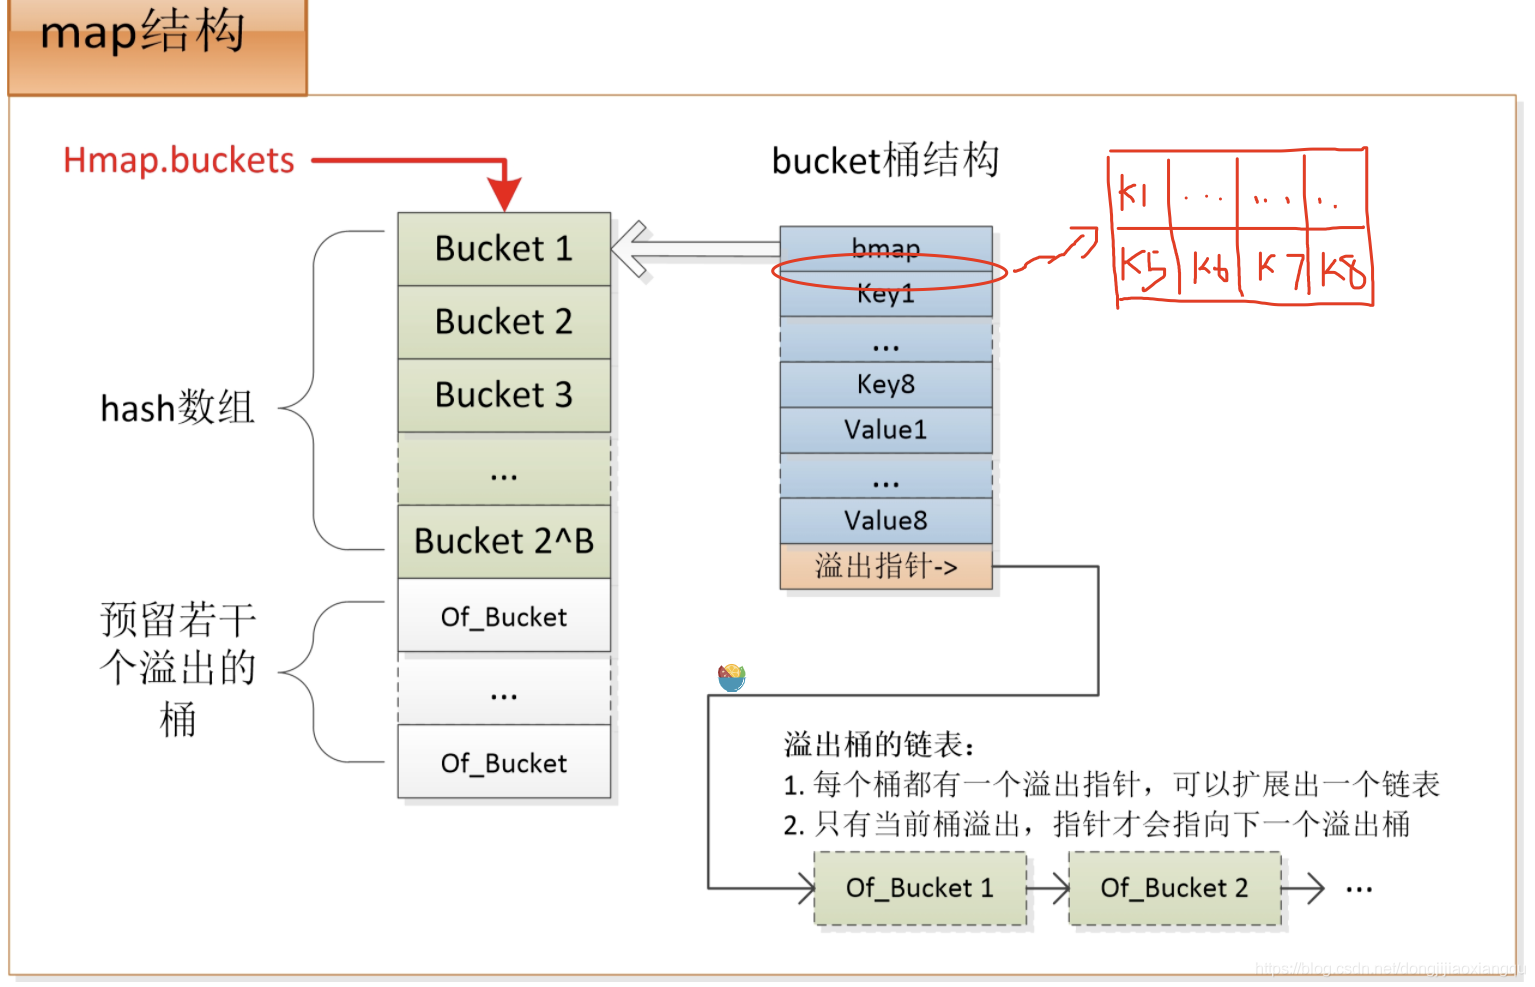 map结构
Hmap.buckets
bucket桶结构
K1 ... ... ..
K5 K6 K7 K8
Bucket 1
Bucket 2
Bucket 3
...
Bucket 2^B
hash数组
Of_Bucket
...
Of_Bucket
预留若干
个溢出的
桶
bmap
Key1
...
Key8
Value1
...
Value8
溢出指针->
溢出桶的链表：
1. 每个桶都有一个溢出指针，可以扩展出一个链表
2. 只有当前桶溢出，指针才会指向下一个溢出桶
Of_Bucket 1
Of_Bucket 2
...